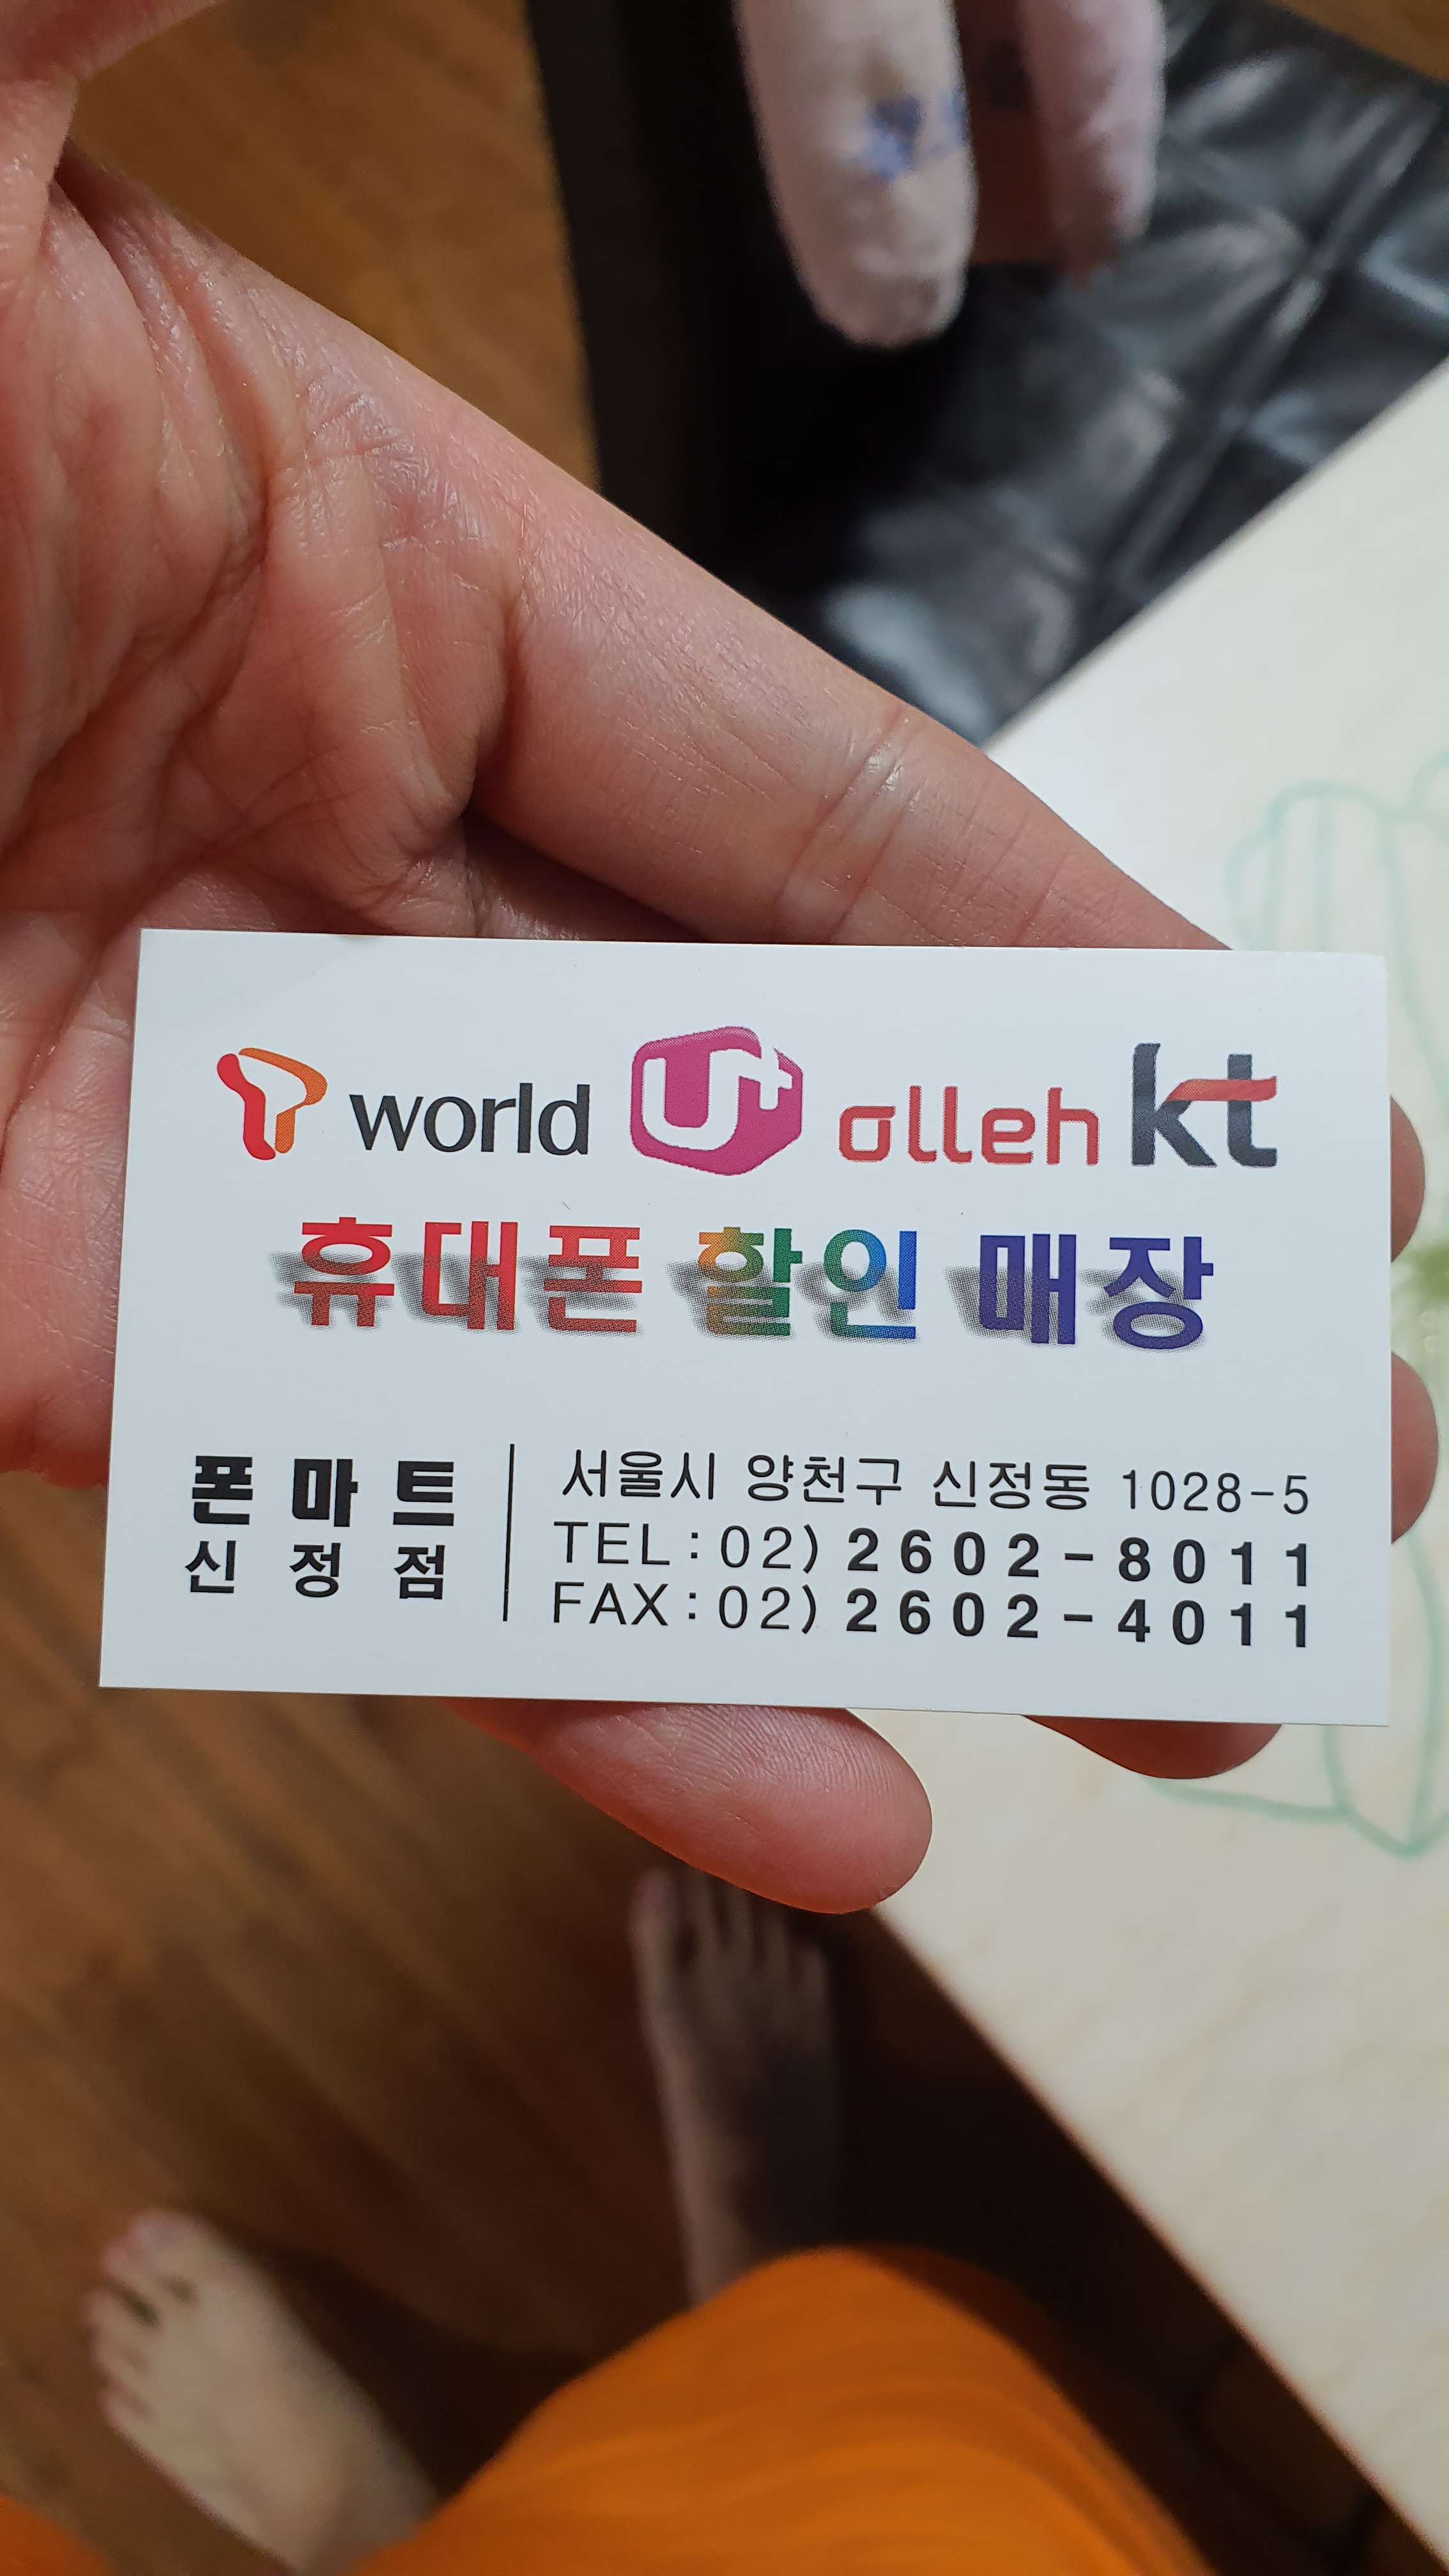 T world U+ olleh kt
휴대폰 할인 매장
폰마트
신정점
서울시 양천구 신정동 1028-5
TEL:02) 2602-8011
FAX:02) 2602-4011